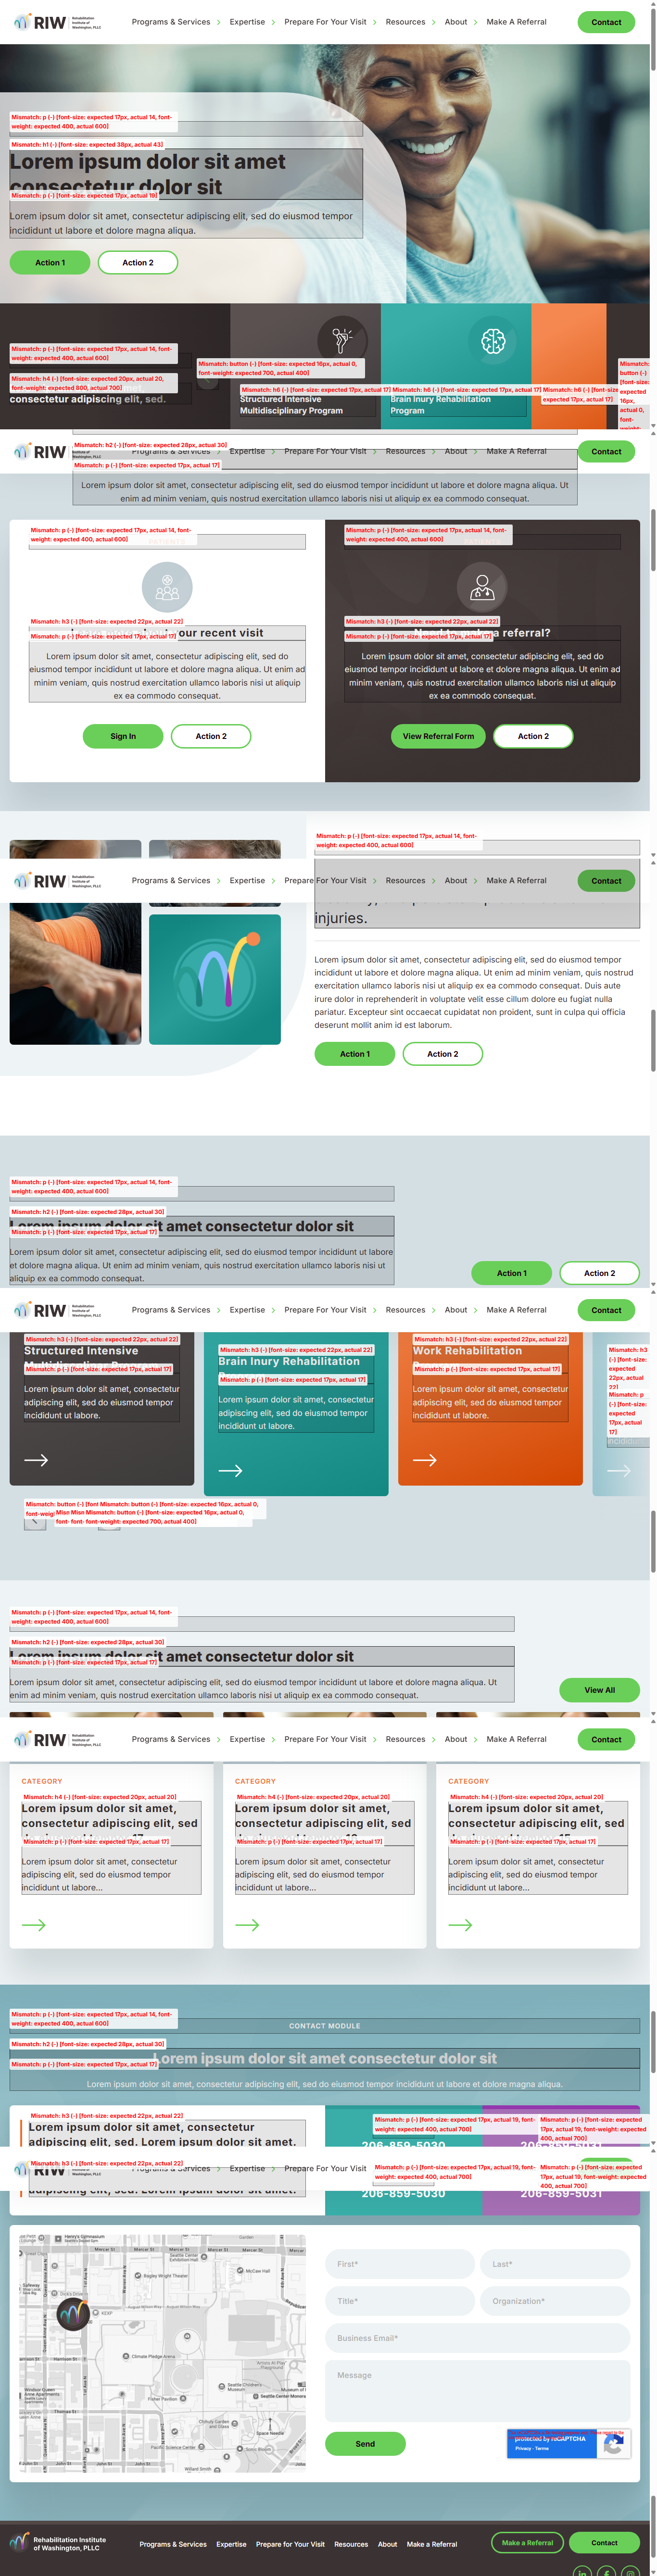 RIW
Rehabilitation
Institute of
Washington, PLLC
Programs & Services
Expertise
Prepare For Your Visit
Resources
About
Make A Referral
Contact
Mismatch: p (-) [font-size: expected 17px, actual 14, font-
weight: expected 400, actual 600]
Mismatch: h1 (-) [font-size: expected 38px, actual 43]
Lorem ipsum dolor sit amet
consectetur dolor sit
Mismatch: p (-) [font-size: expected 17px, actual 19]
Lorem ipsum dolor sit amet, consectetur adipiscing elit, sed do eiusmod tempor
incididunt ut labore et dolore magna aliqua.
Action 1
Action 2
Mismatch: p (-) [font-size: expected 17px, actual 14, font-
weight: expected 400, actual 600]
Mismatch: h4 (-) [font-size: expected 20px, actual 20,
font-weight: expected 800, actual 700]
consectetur adipiscing elit, sed.
Mismatch: button (-) [font-size: expected 16px, actual 0,
font-weight: expected 700, actual 400]
Mismatch: h6 (-) [font-size: expected 17px, actual 17]
Structured Intensive
Multidisciplinary Program
Mismatch: h6 (-) [font-size: expected 17px, actual 17]
Brain Inury Rehabilitation
Program
Mismatch: h6 (-) [font-size:
expected 17px, actual 17]
Mismatch:
button (-)
[font-size:
expected
16px,
actual 0,
font-
weight:
RIW
Washington, PLLC
Programs & Services
Expertise
Prepare For Your Visit
Resources
About
Make A Referral
Contact
Mismatch: h2 (-) [font-size: expected 28px, actual 30]
Mismatch: p (-) [font-size: expected 17px, actual 17]
Lorem ipsum dolor sit amet, consectetur adipiscing elit, sed do eiusmod tempor incididunt ut labore et dolore magna aliqua. Ut
enim ad minim veniam, quis nostrud exercitation ullamco laboris nisi ut aliquip ex ea commodo consequat.
Mismatch: p (-) [font-size: expected 17px, actual 14, font-
weight: expected 400, actual 600]
Mismatch: h3 (-) [font-size: expected 22px, actual 22]
our recent visit
Mismatch: p (-) [font-size: expected 17px, actual 17]
Lorem ipsum dolor sit amet, consectetur adipiscing elit, sed do
eiusmod tempor incididunt ut labore et dolore magna aliqua. Ut enim ad
minim veniam, quis nostrud exercitation ullamco laboris nisi ut aliquip
ex ea commodo consequat.
Sign In
Action 2
Mismatch: p (-) [font-size: expected 17px, actual 14, font-
weight: expected 400, actual 600]
Mismatch: h3 (-) [font-size: expected 22px, actual 22]
a referral?
Mismatch: p (-) [font-size: expected 17px, actual 17]
Lorem ipsum dolor sit amet, consectetur adipiscing elit, sed do
eiusmod tempor incididunt ut labore et dolore magna aliqua. Ut enim ad
minim veniam, quis nostrud exercitation ullamco laboris nisi ut aliquip
ex ea commodo consequat.
View Referral Form
Action 2
Mismatch: p (-) [font-size: expected 17px, actual 14, font-
weight: expected 400, actual 600]
RIW
Rehabilitation
Institute of
Washington, PLLC
Programs & Services
Expertise
Prepare For Your Visit
Resources
About
Make A Referral
Contact
injuries.
Lorem ipsum dolor sit amet, consectetur adipiscing elit, sed do eiusmod tempor
incididunt ut labore et dolore magna aliqua. Ut enim ad minim veniam, quis nostrud
exercitation ullamco laboris nisi ut aliquip ex ea commodo consequat. Duis aute
irure dolor in reprehenderit in voluptate velit esse cillum dolore eu fugiat nulla
pariatur. Excepteur sint occaecat cupidatat non proident, sunt in culpa qui officia
deserunt mollit anim id est laborum.
Action 1
Action 2
Mismatch: p (-) [font-size: expected 17px, actual 14, font-
weight: expected 400, actual 600]
Mismatch: h2 (-) [font-size: expected 28px, actual 30]
Lorem ipsum dolor sit amet consectetur dolor sit
Mismatch: p (-) [font-size: expected 17px, actual 17]
Lorem ipsum dolor sit amet, consectetur adipiscing elit, sed do eiusmod tempor incididunt ut labore
et dolore magna aliqua. Ut enim ad minim veniam, quis nostrud exercitation ullamco laboris nisi ut
aliquip ex ea commodo consequat.
Action 1
Action 2
RIW
Rehabilitation
Institute of
Washington, PLLC
Programs & Services
Expertise
Prepare For Your Visit
Resources
About
Make A Referral
Contact
Mismatch: h3 (-) [font-size: expected 22px, actual 22]
Structured Intensive
Mismatch: p (-) [font-size: expected 17px, actual 17]
Lorem ipsum dolor sit amet, consectetur
adipiscing elit, sed do eiusmod tempor
incididunt ut labore.
Mismatch: h3 (-) [font-size: expected 22px, actual 22]
Brain Inury Rehabilitation
Mismatch: p (-) [font-size: expected 17px, actual 17]
Lorem ipsum dolor sit amet, consectetur
adipiscing elit, sed do eiusmod tempor
incididunt ut labore.
Mismatch: h3 (-) [font-size: expected 22px, actual 22]
Work Rehabilitation
Mismatch: p (-) [font-size: expected 17px, actual 17]
Lorem ipsum dolor sit amet, consectetur
adipiscing elit, sed do eiusmod tempor
incididunt ut labore.
Mismatch: h3
(-) [font-size:
expected
22px, actual
22]
Mismatch: p
(-) [font-size:
expected
17px, actual
17]
Mismatch: button (-) [font
Mismatch: button (-) [font-size: expected 16px, actual 0,
Mismatch: button (-) [font-size: expected 16px, actual 0,
font-weight: expected 700, actual 400]
Mismatch: p (-) [font-size: expected 17px, actual 14, font-
weight: expected 400, actual 600]
Mismatch: h2 (-) [font-size: expected 28px, actual 30]
Lorem ipsum dolor sit amet consectetur dolor sit
Mismatch: p (-) [font-size: expected 17px, actual 17]
Lorem ipsum dolor sit amet, consectetur adipiscing elit, sed do eiusmod tempor incididunt ut labore et dolore magna aliqua. Ut
enim ad minim veniam, quis nostrud exercitation ullamco laboris nisi ut aliquip ex ea commodo consequat.
View All
RIW
Rehabilitation
Institute of
Washington, PLLC
Programs & Services
Expertise
Prepare For Your Visit
Resources
About
Make A Referral
Contact
CATEGORY
Mismatch: h4 (-) [font-size: expected 20px, actual 20]
Lorem ipsum dolor sit amet,
consectetur adipiscing elit, sed
Mismatch: p (-) [font-size: expected 17px, actual 17]
Lorem ipsum dolor sit amet, consectetur
adipiscing elit, sed do eiusmod tempor
incididunt ut labore...
CATEGORY
Mismatch: h4 (-) [font-size: expected 20px, actual 20]
Lorem ipsum dolor sit amet,
consectetur adipiscing elit, sed
Mismatch: p (-) [font-size: expected 17px, actual 17]
Lorem ipsum dolor sit amet, consectetur
adipiscing elit, sed do eiusmod tempor
incididunt ut labore...
CATEGORY
Mismatch: h4 (-) [font-size: expected 20px, actual 20]
Lorem ipsum dolor sit amet,
consectetur adipiscing elit, sed
Mismatch: p (-) [font-size: expected 17px, actual 17]
Lorem ipsum dolor sit amet, consectetur
adipiscing elit, sed do eiusmod tempor
incididunt ut labore...
Mismatch: p (-) [font-size: expected 17px, actual 14, font-
weight: expected 400, actual 600]
CONTACT MODULE
Mismatch: h2 (-) [font-size: expected 28px, actual 30]
Lorem ipsum dolor sit amet consectetur dolor sit
Mismatch: p (-) [font-size: expected 17px, actual 17]
Lorem ipsum dolor sit amet, consectetur adipiscing elit, sed do eiusmod tempor incididunt ut labore et dolore magna aliqua.
Mismatch: h3 (-) [font-size: expected 22px, actual 22]
Lorem ipsum dolor sit amet, consectetur
adipiscing elit, sed. Lorem ipsum dolor sit amet.
Mismatch: p (-) [font-size: expected 17px, actual 19, font-
weight: expected 400, actual 700]
206-859-5030
Mismatch: p (-) [font-size: expected
17px, actual 19, font-weight: expected
400, actual 700]
206-859-5031
RIW
Washington, PLLC
Programs & Services
Expertise
Prepare For Your Visit
Mismatch: h3 (-) [font-size: expected 22px, actual 22]
adipiscing elit, sed. Lorem ipsum dolor sit amet.
Mismatch: p (-) [font-size: expected 17px, actual 19, font-
weight: expected 400, actual 700]
206-859-5030
Mismatch: p (-) [font-size: expected
17px, actual 19, font-weight: expected
400, actual 700]
206-859-5031
Mercer St
Bagley Wright Theater
McCaw Hall
KEXP
Climate Pledge Arena
Seattle Children's
Museum
Fisher Pavilion
Space Needle
Pacific Science Center
Thomas St
John St
First*
Last*
Title*
Organization*
Business Email*
Message
Send
protected by reCAPTCHA
Privacy - Terms
Rehabilitation Institute
of Washington, PLLC
Programs & Services
Expertise
Prepare for Your Visit
Resources
About
Make a Referral
Make a Referral
Contact